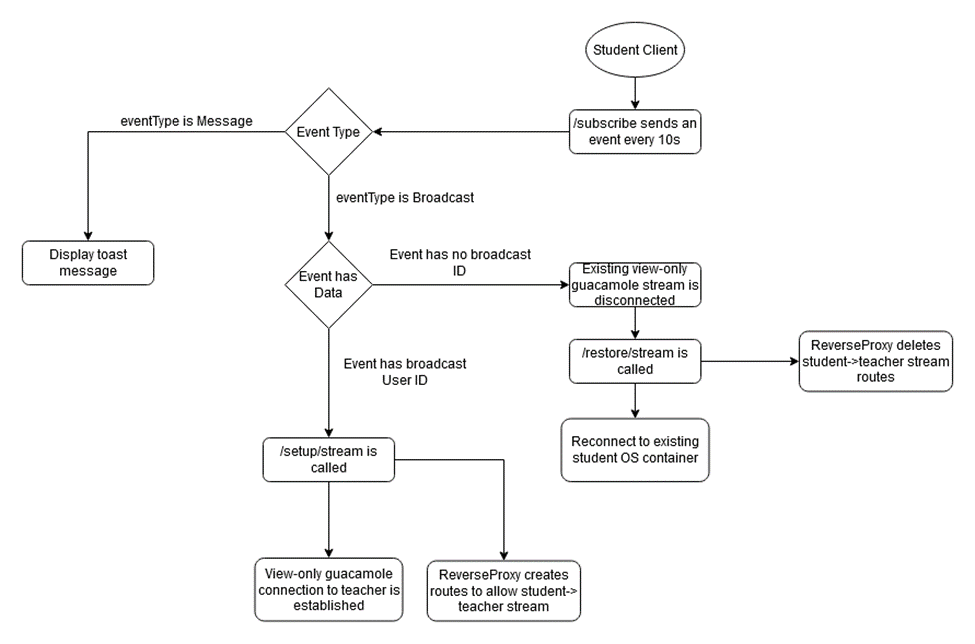 Student Client
/subscribe sends an
event every 10s
Event Type
eventType is Message
eventType is Broadcast
Display toast
message
Event has
Data
Event has no broadcast
ID
Existing view-only
guacamole stream is
disconnected
/restore/stream is
called
ReverseProxy deletes
student->teacher stream
routes
Reconnect to existing
student OS container
Event has broadcast
User ID
/setup/stream is
called
View-only guacamole
connection to teacher is
established
ReverseProxy creates
routes to allow student->
teacher stream